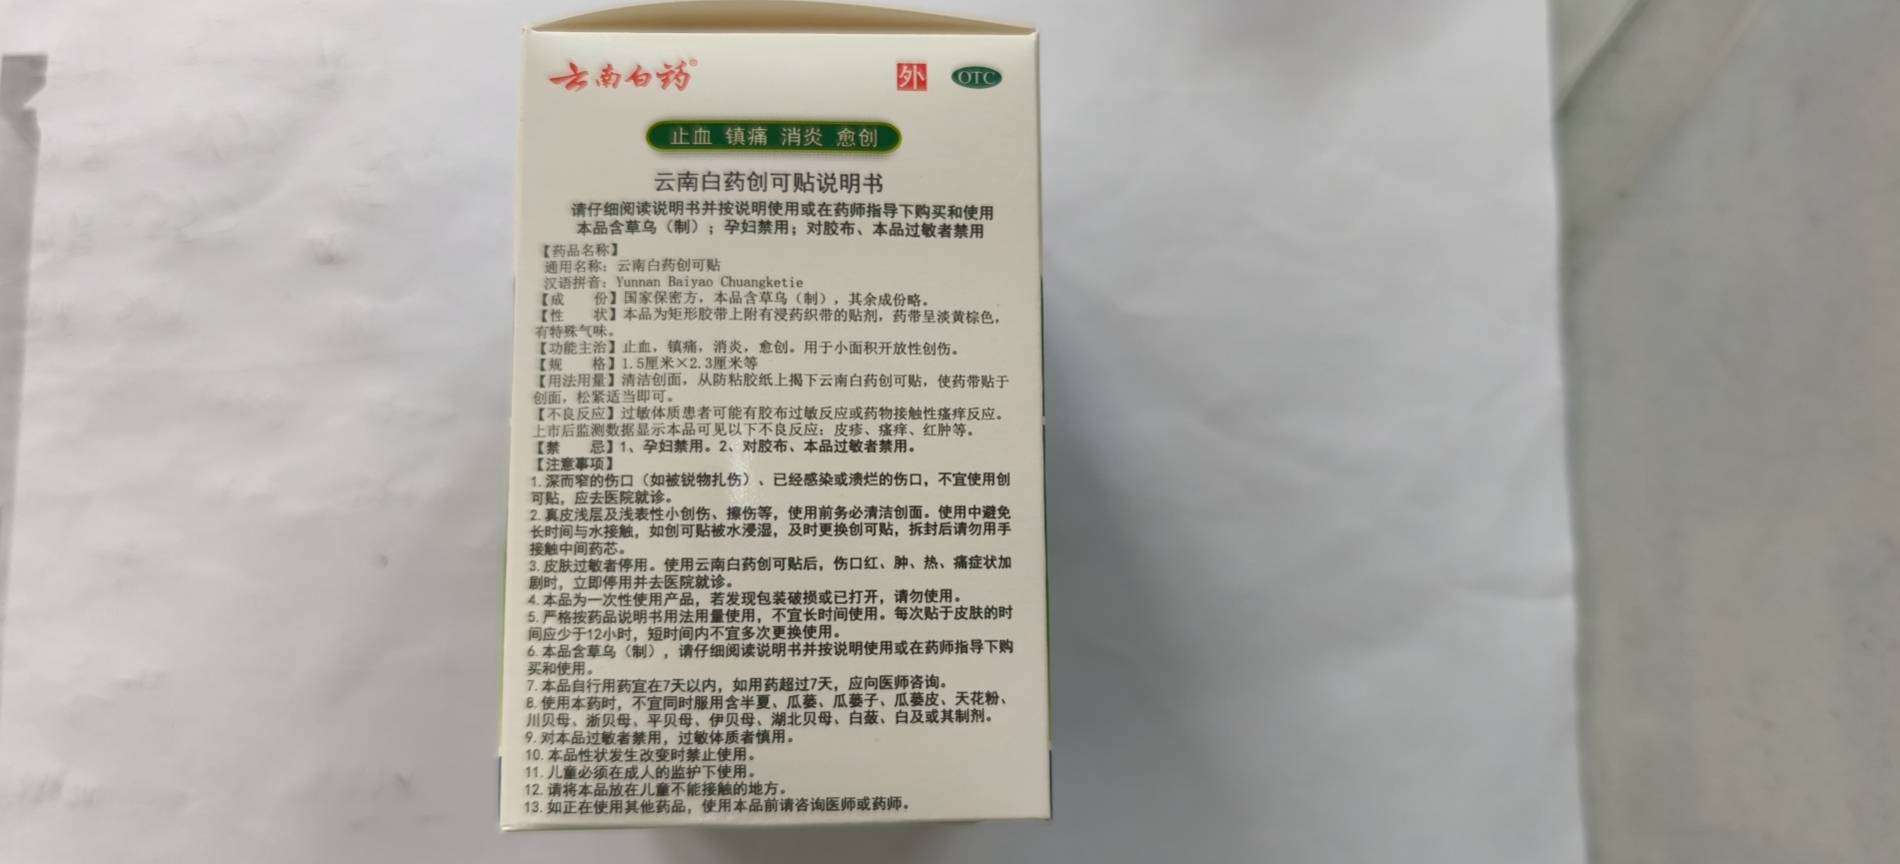 云南白药®
外 OTC
止血 镇痛 消炎 愈创
云南白药创可贴说明书
请仔细阅读说明书并按说明使用或在药师指导下购买和使用
本品含草乌（制）；孕妇禁用；对胶布、本品过敏者禁用
【药品名称】
通用名称：云南白药创可贴
汉语拼音：Yunnan Baiyao Chuangketie
【成 份】国家保密方，本品含草乌（制），其余成份略。
【性 状】本品为矩形胶带上附有浸药织带的贴剂，药带呈淡黄棕色，
有特殊气味。
【功能主治】止血，镇痛，消炎，愈创。用于小面积开放性创伤。
【规 格】1.5厘米×2.3厘米等
【用法用量】清洁创面，从防粘胶纸上揭下云南白药创可贴，使药带贴于
创面，松紧适当即可。
【不良反应】过敏体质患者可能有胶布过敏反应或药物接触性瘙痒反应。
上市后监测数据显示本品可见以下不良反应：皮疹、瘙痒、红肿等。
【禁 忌】1、孕妇禁用。2、对胶布、本品过敏者禁用。
【注意事项】
1.深而窄的伤口（如被锐物扎伤）、已经感染或溃烂的伤口，不宜使用创
可贴，应去医院就诊。
2.真皮浅层及浅表性小创伤、擦伤等，使用前务必清洁创面。使用中避免
长时间与水接触，如创可贴被水浸湿，及时更换创可贴，拆封后请勿用手
接触中间药芯。
3.皮肤过敏者停用。使用云南白药创可贴后，伤口红、肿、热、痛症状加
剧时，立即停用并去医院就诊。
4.本品为一次性使用产品，若发现包装破损或已打开，请勿使用。
5.严格按药品说明书用法用量使用，不宜长时间使用。每次贴于皮肤的时
间应少于12小时，短时间内不宜多次更换使用。
6.本品含草乌（制），请仔细阅读说明书并按说明使用或在药师指导下购
买和使用。
7.本品自行用药宜在7天以内，如用药超过7天，应向医师咨询。
8.使用本药时，不宜同时服用含半夏、瓜蒌、瓜蒌子、瓜蒌皮、天花粉、
川贝母、浙贝母、平贝母、伊贝母、湖北贝母、白蔹、白及或其制剂。
9.对本品过敏者禁用，过敏体质者慎用。
10.本品性状发生改变时禁止使用。
11.儿童必须在成人的监护下使用。
12.请将本品放在儿童不能接触的地方。
13.如正在使用其他药品，使用本品前请咨询医师或药师。